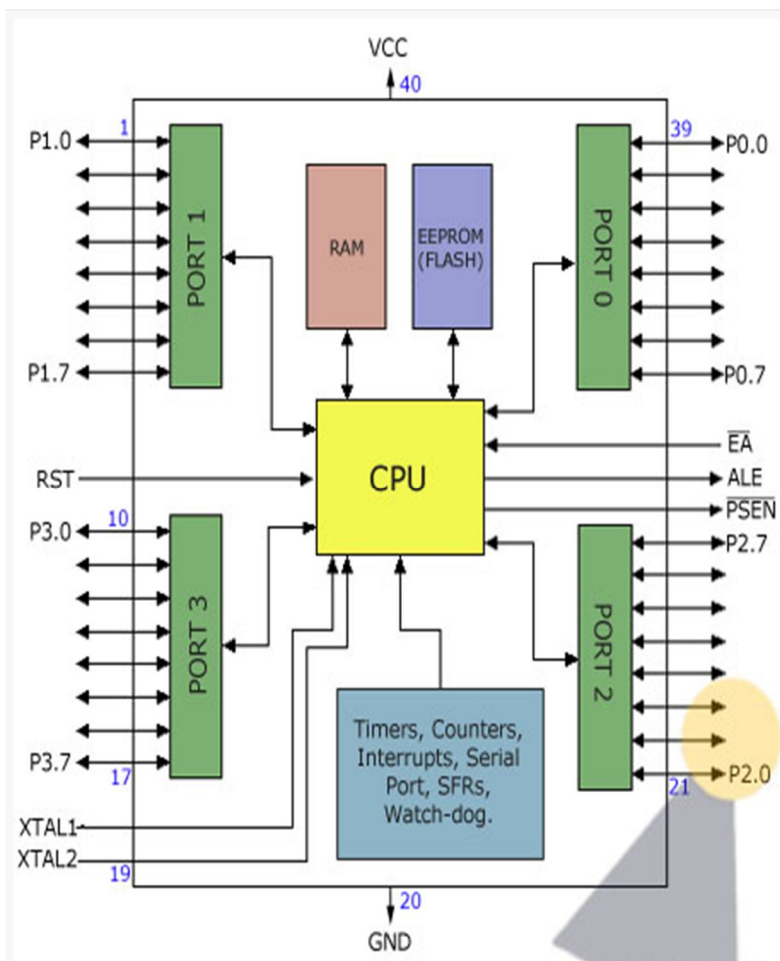 VCC
40
1
39
P1.0
P0.0
PORT 1
RAM
EEPROM
(FLASH)
PORT 0
P1.7
P0.7
EA
CPU
RST
ALE
PSEN
10
P3.0
P2.7
PORT 3
PORT 2
Timers, Counters,
Interrupts, Serial
Port, SFRs,
Watch-dog.
P3.7
17
P2.0
21
XTAL1
XTAL2
19
20
GND